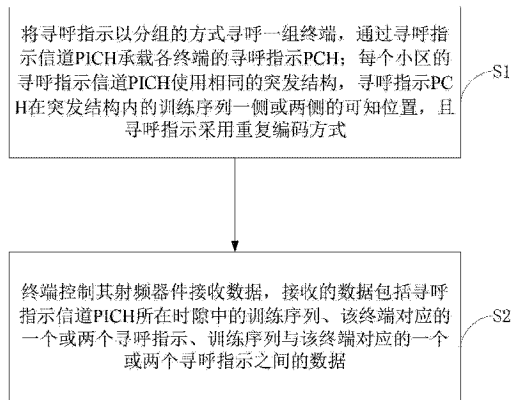 将寻呼指示以分组的方式寻呼一组终端，通过寻呼指
示信道PICH承载各终端的寻呼指示PCH；每个小区的
寻呼指示信道PICH使用相同的突发结构，寻呼指示PC
H在突发结构内的训练序列一侧或两侧的可知位置，且
寻呼指示采用重复编码方式
S1
终端控制其射频器件接收数据，接收的数据包括寻呼
指示信道PICH所在时隙中的训练序列、该终端对应的
一个或两个寻呼指示、训练序列与该终端对应的一个
或两个寻呼指示之间的数据
S2